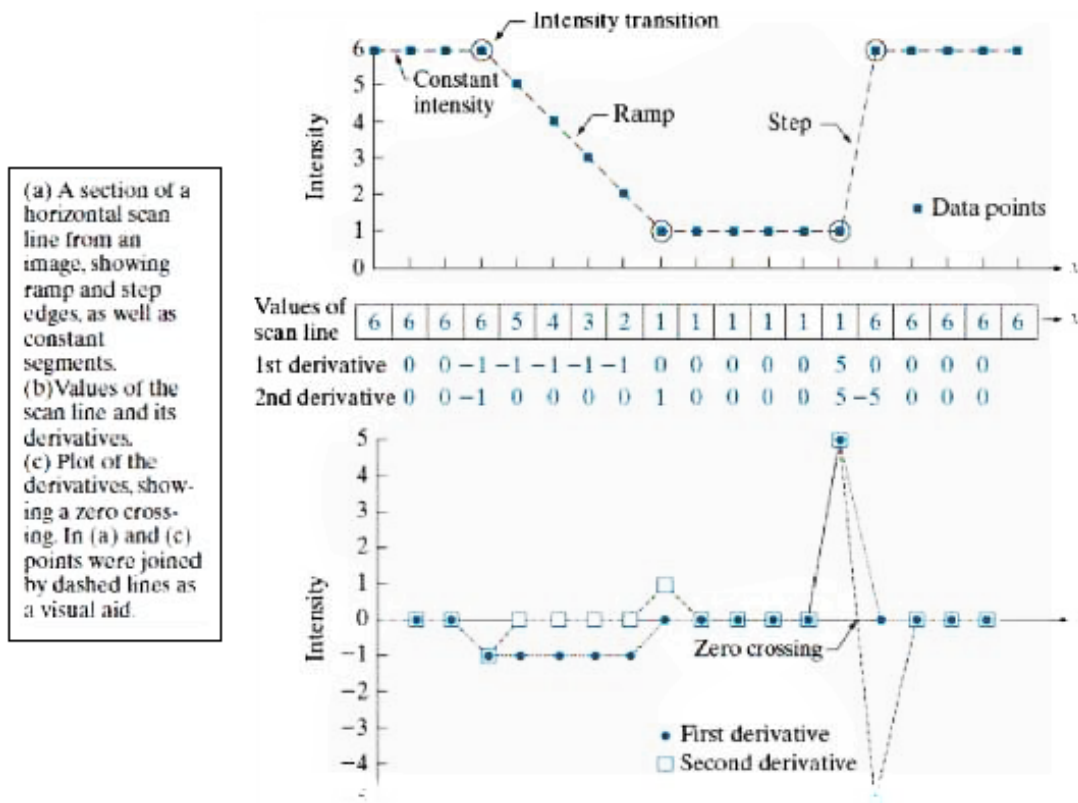 (a) A section of a
horizontal scan
line from an
image, showing
ramp and step
edges, as well as
constant
segments.
(b)Values of the
scan line and its
derivatives.
(c) Plot of the
derivatives, show-
ing a zero cross-
ing. In (a) and (c)
points were joined
by dashed lines as
a visual aid.
Intensity transition
Constant
intensity
Ramp
Step
Data points
Intensity
6
5
4
3
2
1
0
x
Values of
scan line
6 6 6 6 5 4 3 2 1 1 1 1 1 1 6 6 6 6 6
x
1st derivative 0 0 −1 −1 −1 −1 −1 0 0 0 0 0 5 0 0 0 0
2nd derivative 0 0 −1 0 0 0 0 1 0 0 0 0 5 −5 0 0 0
Intensity
5
4
3
2
1
0
−1
−2
−3
−4
Zero crossing
First derivative
Second derivative